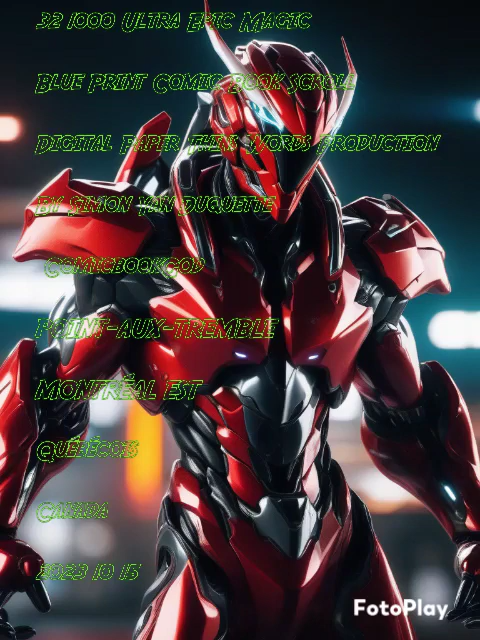 32 1000 Ultra Epic Magic
Blue Print Comic Book Scroll
Digital Paper Thins Words Production
By Simon Yan Duquette
ComicbookGod
Point-aux-Tremble
Montréal Est
Québécois
Canada
2023 10 15
FotoPlay